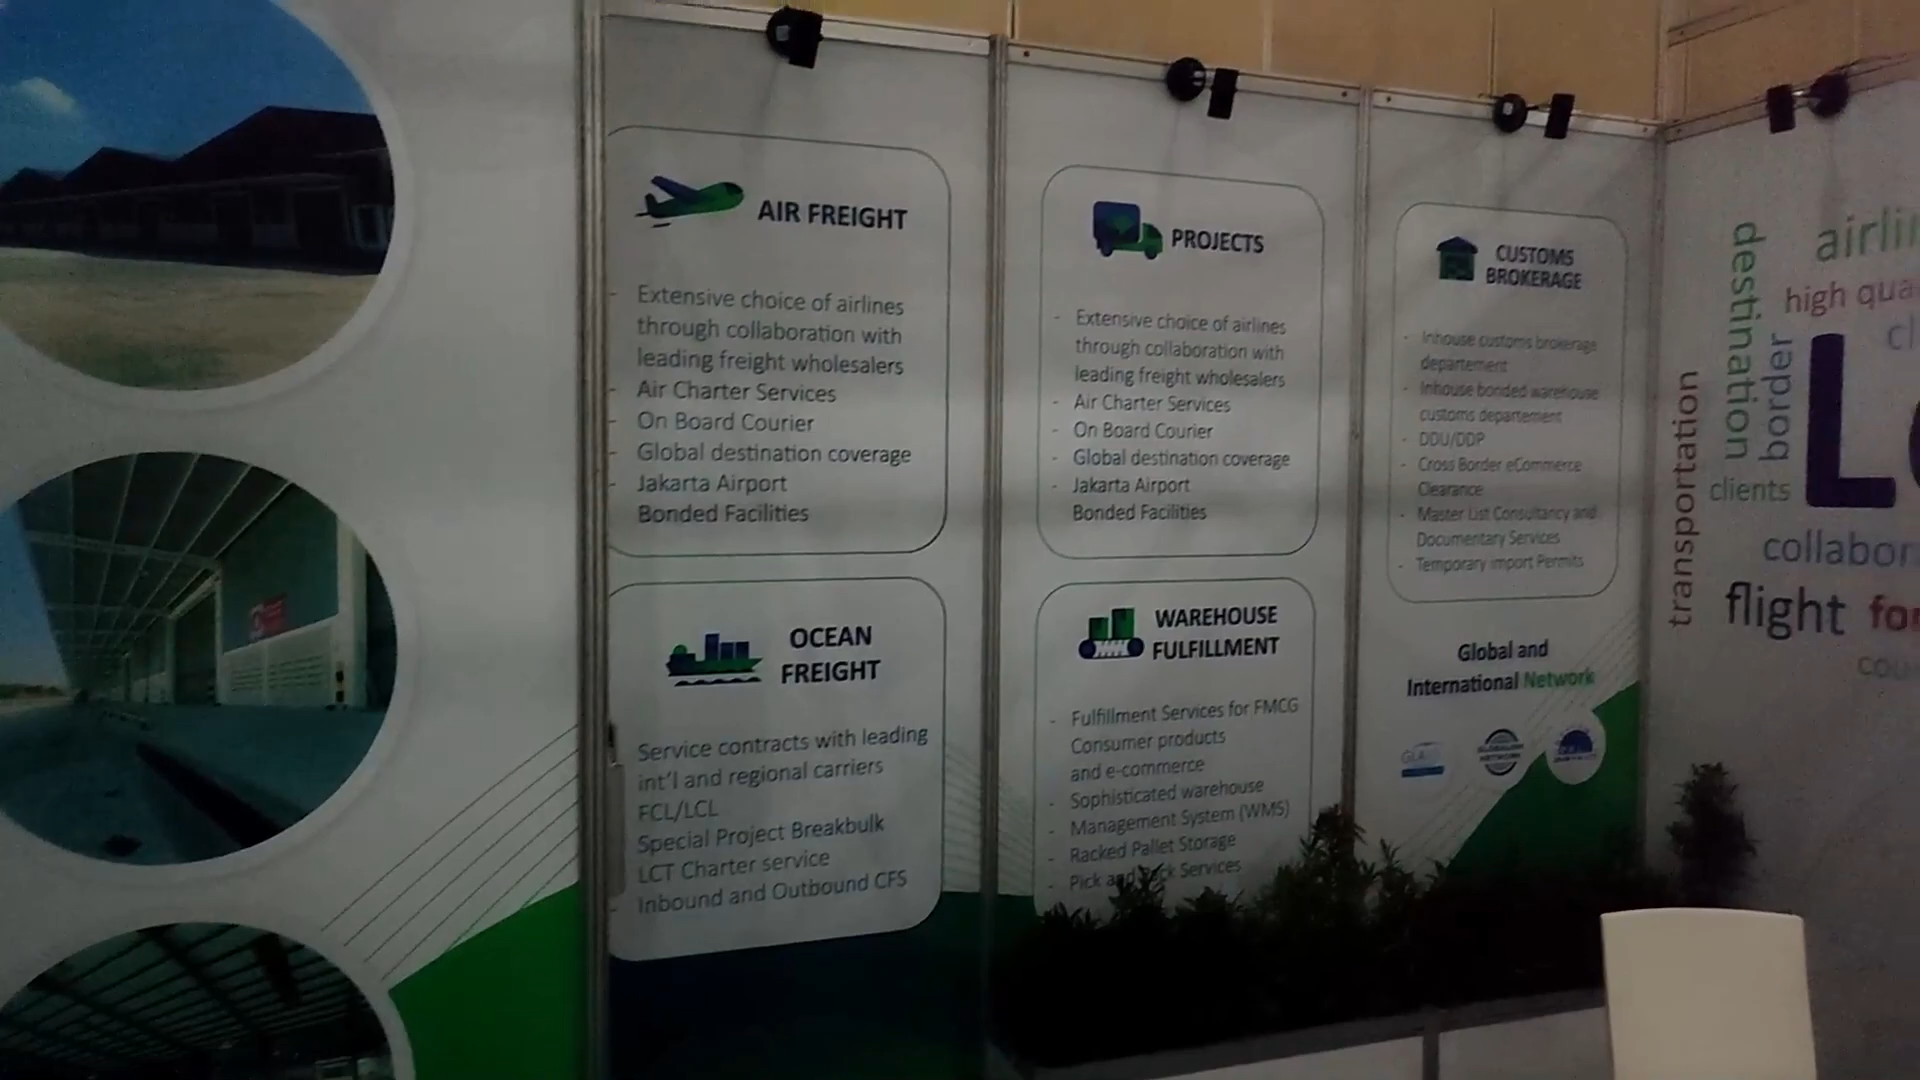 AIR FREIGHT
- Extensive choice of airlines
through collaboration with
leading freight wholesalers
- Air Charter Services
- On Board Courier
- Global destination coverage
- Jakarta Airport
Bonded Facilities
OCEAN
FREIGHT
Service contracts with leading
int'l and regional carriers
FCL/LCL
Special Project Breakbulk
LCT Charter service
- Inbound and Outbound CFS
PROJECTS
- Extensive choice of airlines
through collaboration with
leading freight wholesalers
- Air Charter Services
- On Board Courier
- Global destination coverage
- Jakarta Airport
Bonded Facilities
WAREHOUSE
FULFILLMENT
- Fulfillment Services for FMCG
Consumer products
and e-commerce
- Sophisticated warehouse
- Management System (WMS)
- Racked Pallet Storage
- Pick and Services
CUSTOMS
BROKERAGE
- Inhouse customs brokerage
departement
- Inhouse bonded warehouse
customs departement
- DDU/DDP
- Cross Border eCommerce
Clearance
- Master List Consultancy and
Documentary Services
- Temporary Import Permits
Global and
International Network
GLOBALINK
NETWORK
transportation
destination
border
clients
high
flight